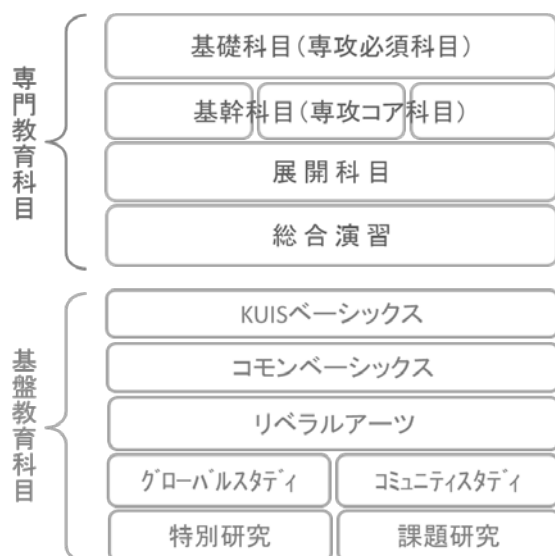 専門教育科目
基礎科目(専攻必須科目)
基幹科目(専攻コア科目)
展開科目
総合演習
基盤教育科目
KUISベーシックス
コモンベーシックス
リベラルアーツ
グローバルスタディ
コミュニティスタディ
特別研究
課題研究